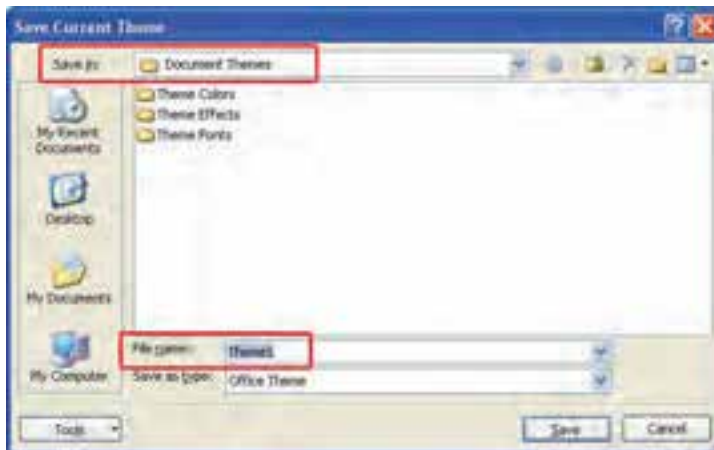 Save Current Theme
Save in:
Document Themes
Theme Colors
Theme Effects
Theme Fonts
My Recent
Documents
Desktop
My Documents
My Computer
File name:
Theme1
Save as type:
Office Theme
Tools
Save
Cancel